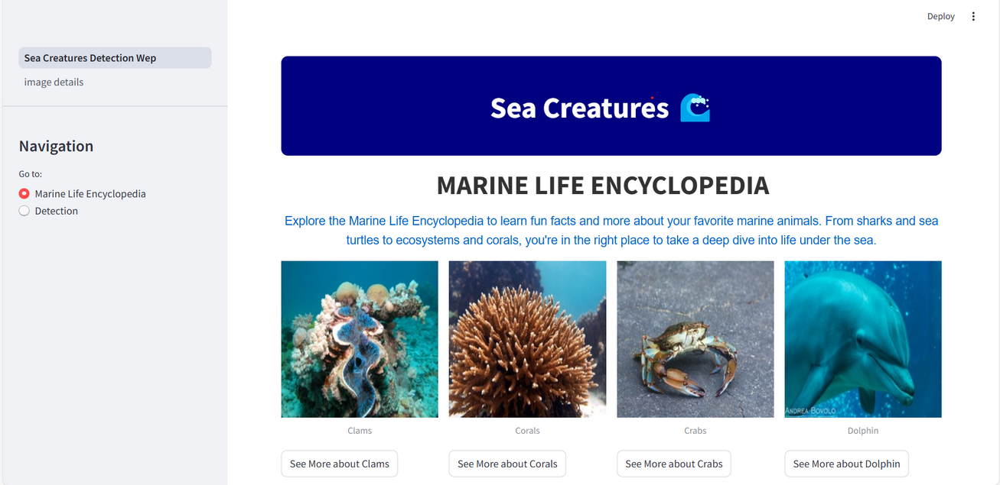 Deploy
Sea Creatures Detection Wep
image details
Navigation
Go to:
Marine Life Encyclopedia
Detection
Sea Creatures
MARINE LIFE ENCYCLOPEDIA
Explore the Marine Life Encyclopedia to learn fun facts and more about your favorite marine animals. From sharks and sea
turtles to ecosystems and corals, you're in the right place to take a deep dive into life under the sea.
ANDREA BOVOLO
Clams
Corals
Crabs
Dolphin
See More about Clams
See More about Corals
See More about Crabs
See More about Dolphin